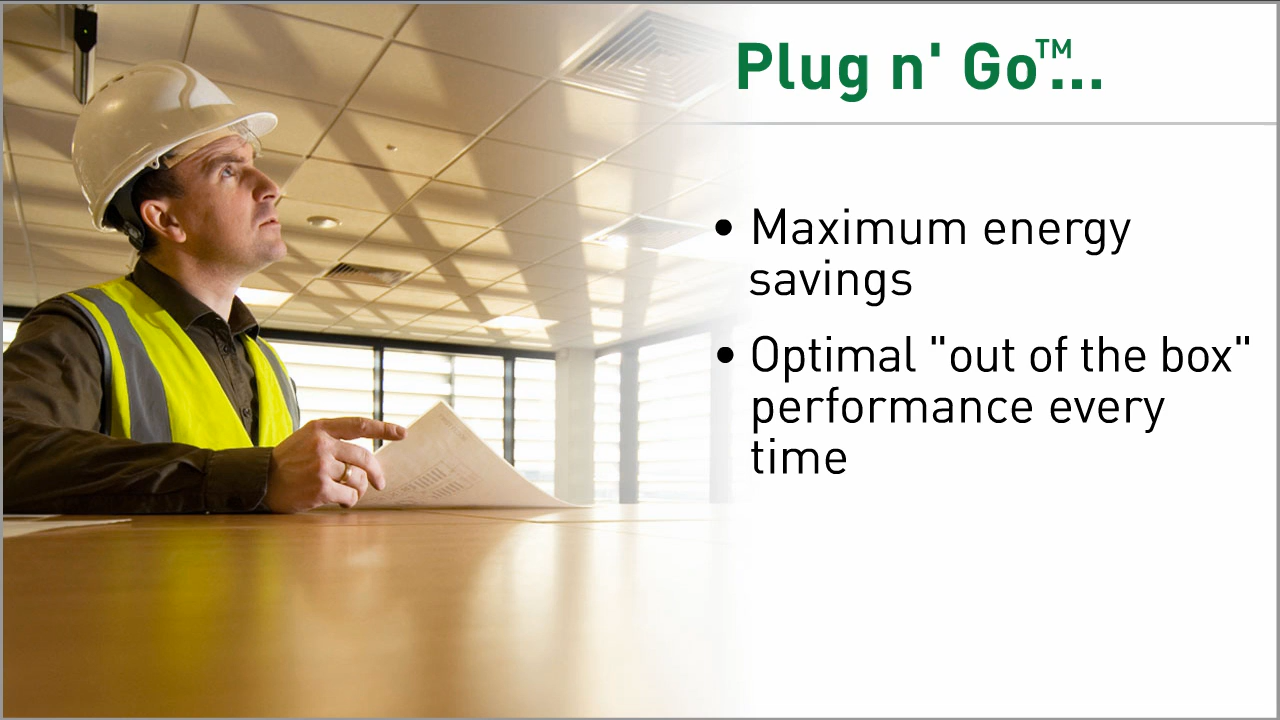 Plug n' Go™...
• Maximum energy
savings
• Optimal "out of the box"
performance every
time